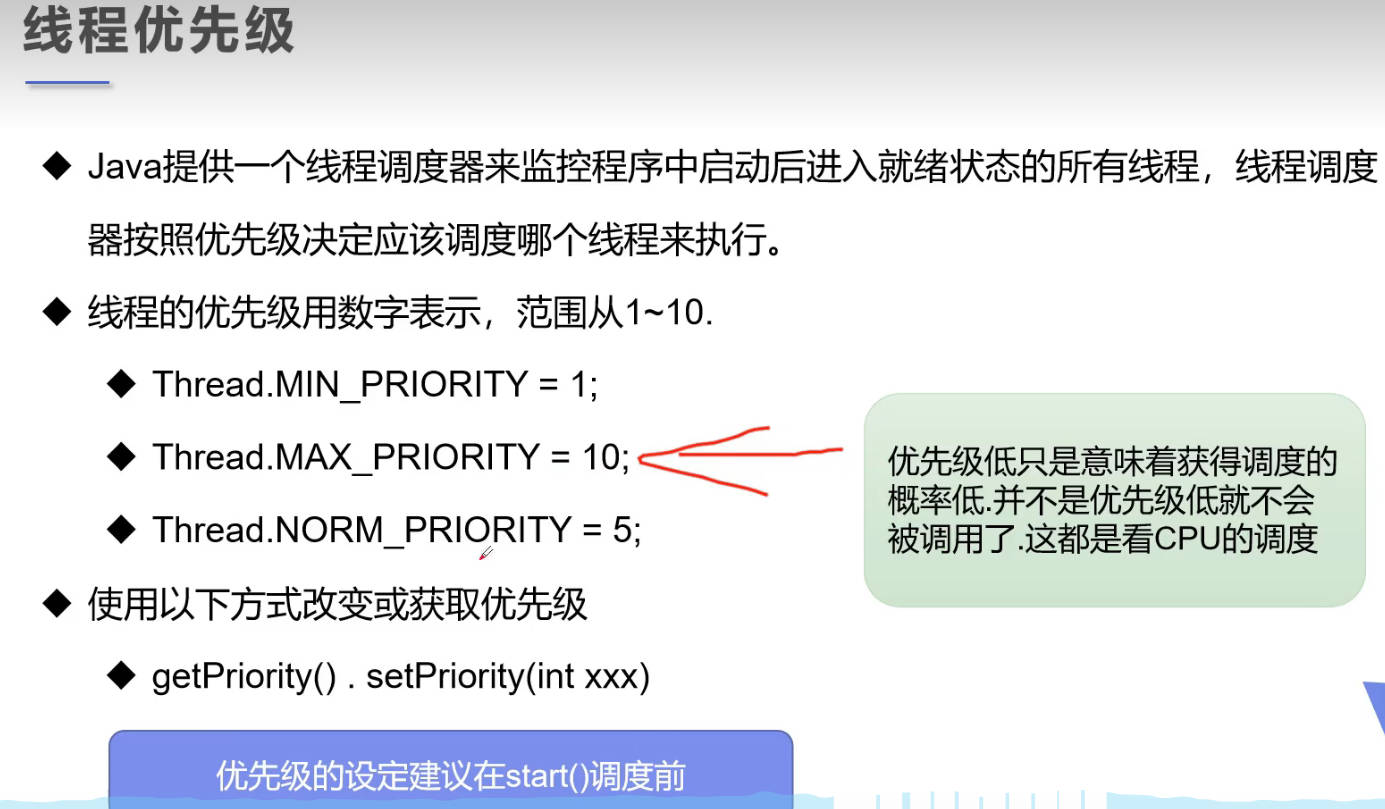 线程优先级
Java提供一个线程调度器来监控程序中启动后进入就绪状态的所有线程，线程调度
器按照优先级决定应该调度哪个线程来执行。
线程的优先级用数字表示，范围从1~10.
Thread.MIN_PRIORITY = 1;
Thread.MAX_PRIORITY = 10;
Thread.NORM_PRIORITY = 5;
优先级低只是意味着获得调度的
概率低.并不是优先级低就不会
被调用了.这都是看CPU的调度
使用以下方式改变或获取优先级
getPriority() . setPriority(int xxx)
优先级的设定建议在start()调度前